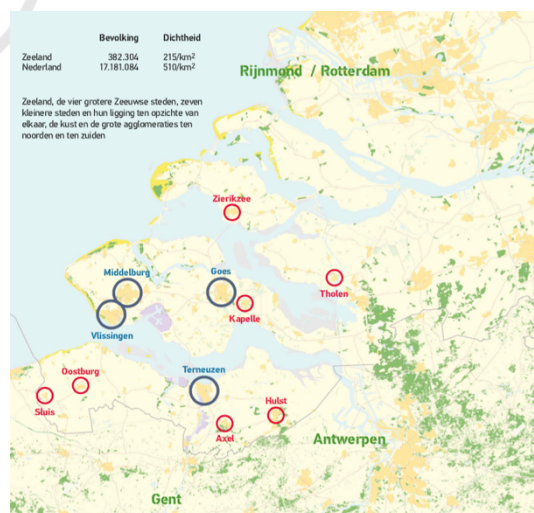 Bevolking Dichtheid
Zeeland 382.304 215/km²
Nederland 17.181.084 510/km²
Zeeland, de vier grotere Zeeuwse steden, zeven
kleinere steden en hun ligging ten opzichte van
elkaar, de kust en de grote agglomeraties ten
noorden en ten zuiden
Rijnmond / Rotterdam
Zierikzee
Middelburg
Goes
Tholen
Kapelle
Vlissingen
Oostburg
Terneuzen
Sluis
Hulst
Axel
Antwerpen
Gent